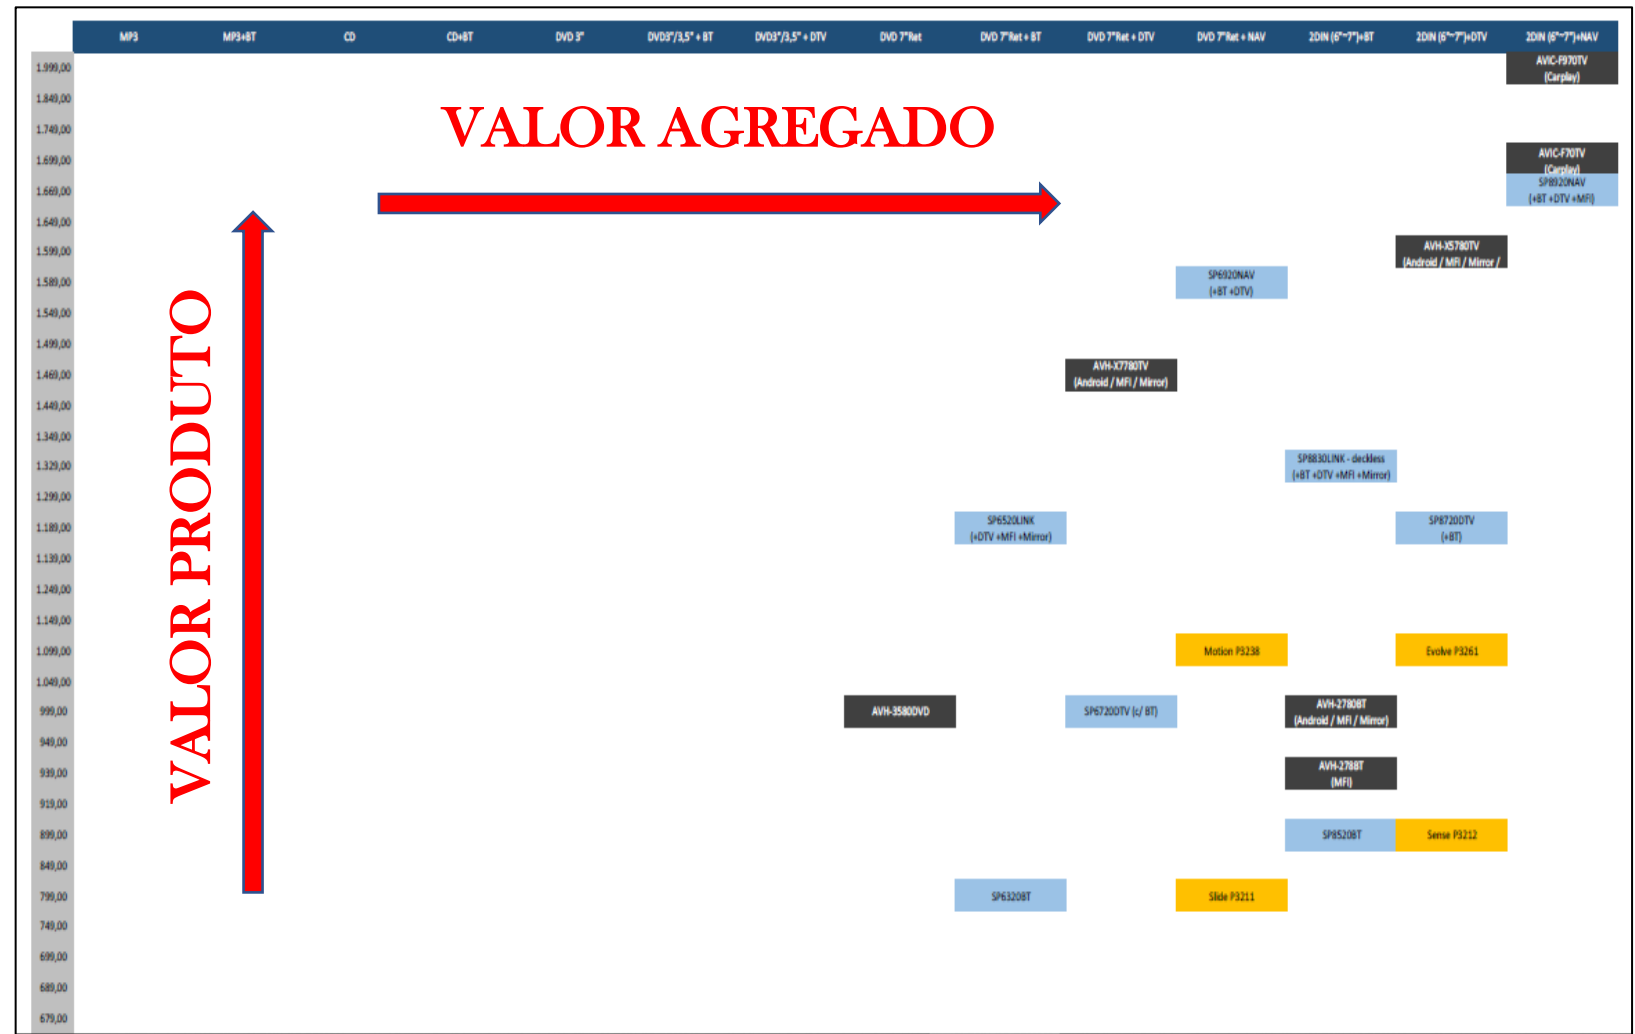 MP3 MP3+BT CD CD+BT DVD 3" DVD3"/3,5" + BT DVD3"/3,5" + DTV DVD 7"Ret DVD 7"Ret + BT DVD 7"Ret + DTV DVD 7"Ret + NAV 2DIN (6"~7")+BT 2DIN (6"~7")+DTV 2DIN (6"~7")+NAV
1.999,00 AVIC-F970TV
(Carplay)
1.849,00
VALOR AGREGADO
1.749,00
1.699,00 AVIC-F70TV
(Carplay)
1.669,00 SP8920NAV
(+BT +DTV +MFI)
1.649,00
1.599,00 AVH-X5780TV
(Android / MFI / Mirror /
1.589,00 SP6920NAV
(+BT +DTV)
1.549,00
1.499,00
1.469,00 AVH-X7780TV
(Android / MFI / Mirror)
1.449,00
1.349,00
1.329,00 SP8830LINK - deckless
(+BT +DTV +MFI +Mirror)
1.299,00
VALOR PRODUTO
1.189,00 SP6520LINK SP8720DTV
(+DTV +MFI +Mirror) (+BT)
1.139,00
1.249,00
1.149,00
1.099,00 Motion P3238 Evolve P3261
1.049,00
999,00 AVH-3580DVD SP6720DTV (c/ BT) AVH-2780BT
(Android / MFI / Mirror)
949,00
939,00 AVH-278BT
(MFI)
919,00
899,00 SP8520BT Sense P3212
849,00
799,00 SP6320BT Slide P3211
749,00
699,00
689,00
679,00